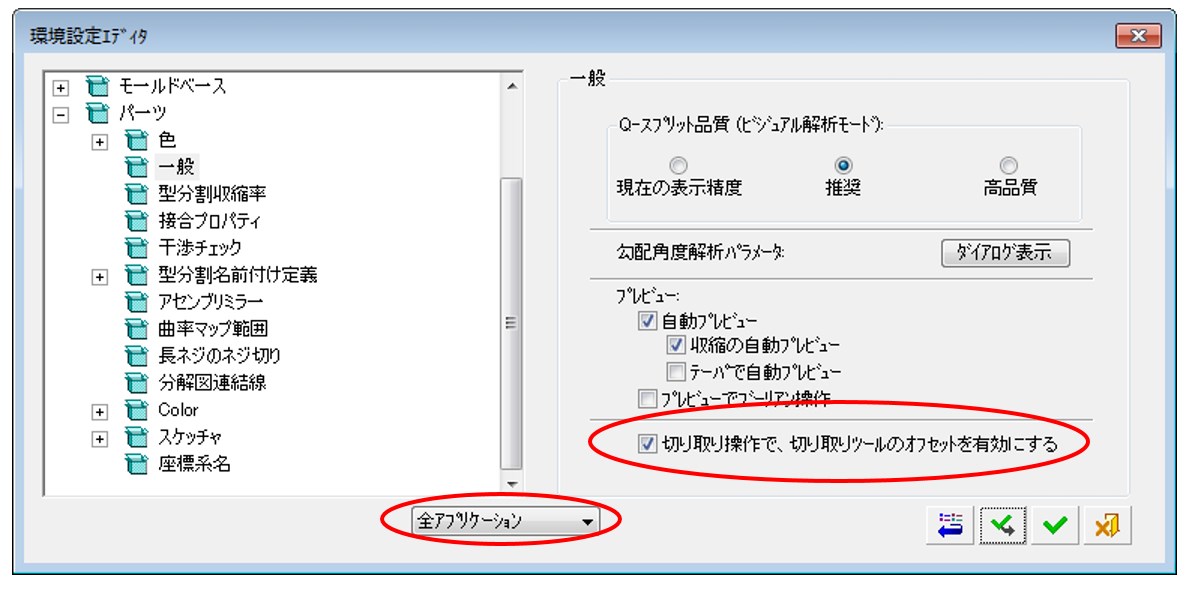 環境設定ｴﾃﾞｨﾀ
モールドベース
パーツ
色
一般
型分割収縮率
接合プロパティ
干渉チェック
型分割名前付け定義
アセンブリミラー
曲率マップ範囲
長ネジのネジ切り
分解図連結線
Color
スケッチャ
座標系名
全ｱﾌﾟﾘｹｰｼｮﾝ
一般
Q-ｽﾌﾟﾘｯﾄ品質 (ﾋﾞｼﾞｭｱﾙ解析ﾓｰﾄﾞ):
現在の表示精度
推奨
高品質
勾配角度解析ﾊﾟﾗﾒｰﾀ:
ﾀﾞｲｱﾛｸﾞ表示
ﾌﾟﾚﾋﾞｭｰ:
自動ﾌﾟﾚﾋﾞｭｰ
収縮の自動ﾌﾟﾚﾋﾞｭｰ
ﾃｰﾊﾟで自動ﾌﾟﾚﾋﾞｭｰ
ﾌﾟﾚﾋﾞｭｰでﾌﾞｰﾘｱﾝ操作
切り取り操作で、切り取りﾂｰﾙのｵﾌｾｯﾄを有効にする